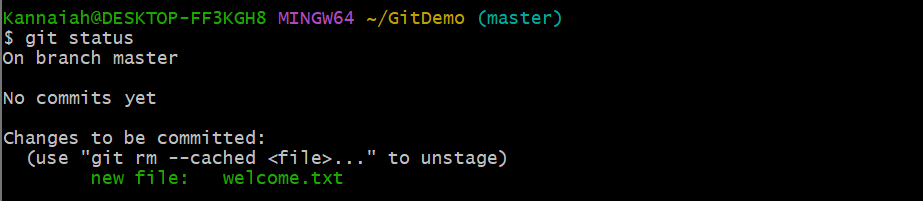 Kannaiah@DESKTOP-FF3KGH8 MINGW64 ~/GitDemo (master)
$ git status
On branch master
No commits yet
Changes to be committed:
(use "git rm --cached <file>..." to unstage)
new file: welcome.txt